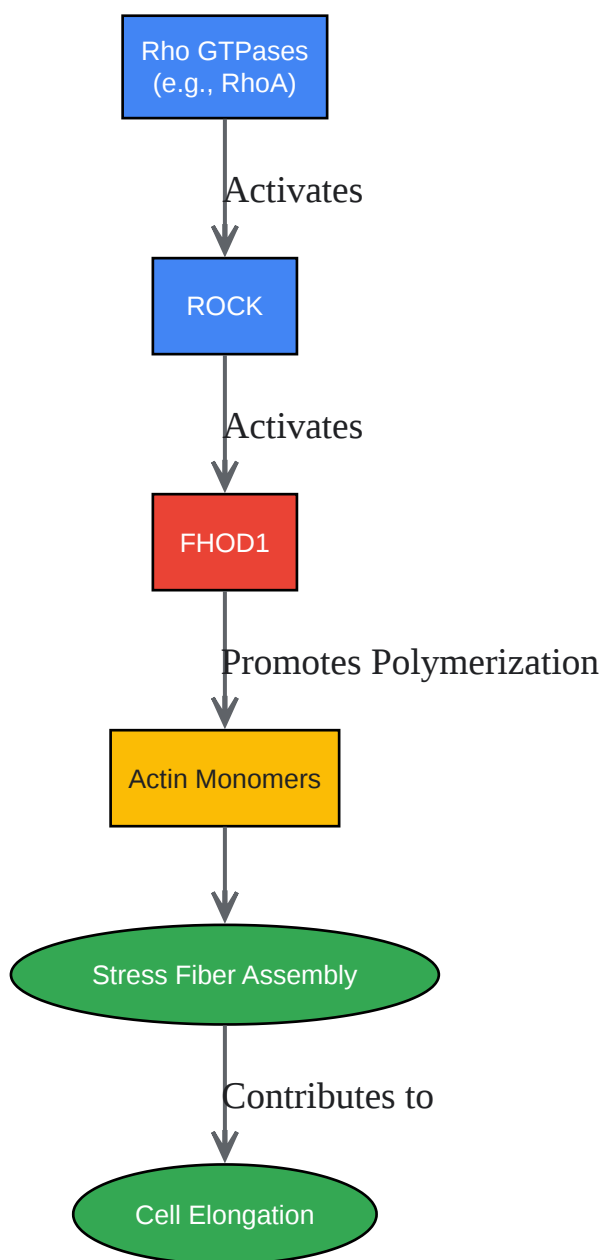 Rho GTPases
(e.g., RhoA)
Activates
ROCK
Activates
FHOD1
Promotes Polymerization
Actin Monomers
Stress Fiber Assembly
Contributes to
Cell Elongation